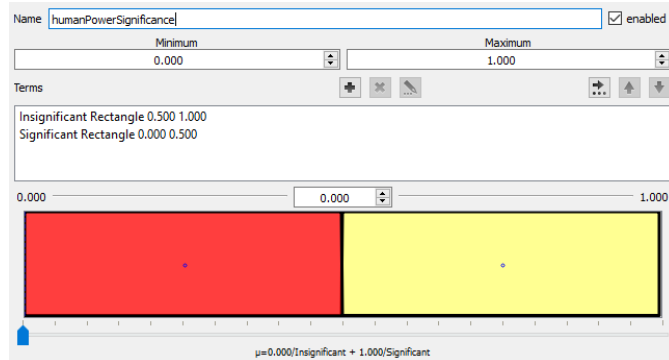 Name humanPowerSignificance enabled
Minimum Maximum
0.000 1.000
Terms
Insignificant Rectangle 0.500 1.000
Significant Rectangle 0.000 0.500
0.000 0.000 1.000
μ=0.000/Insignificant + 1.000/Significant